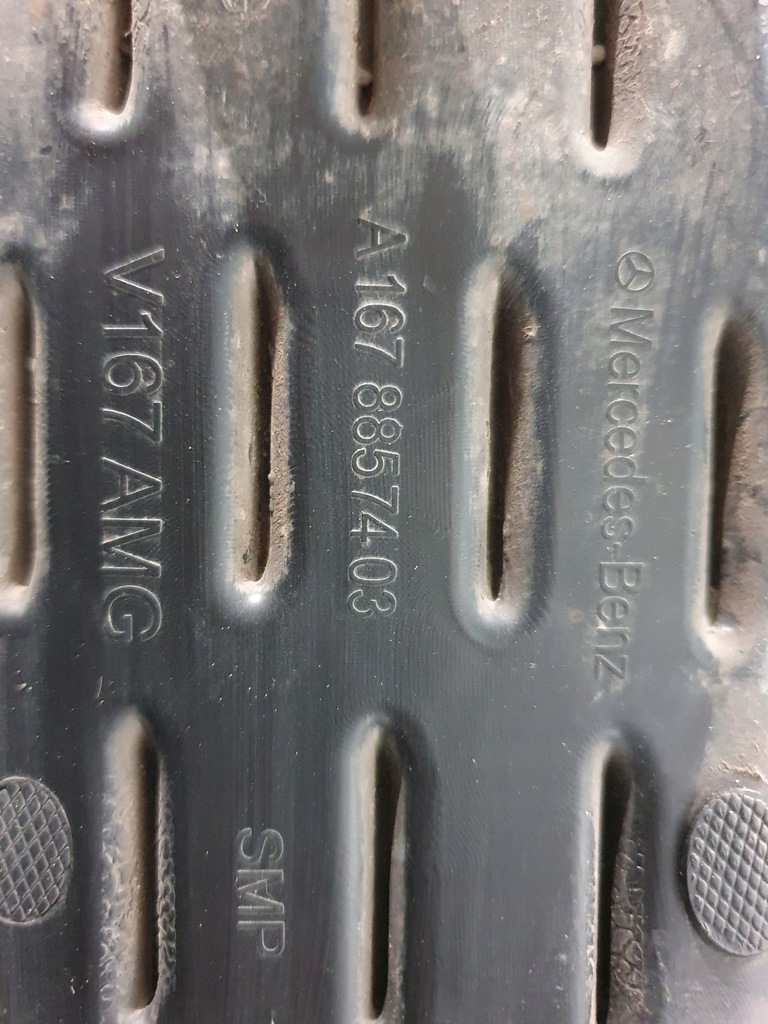 Mercedes-Benz
A 167 885 74 03
V167 AMG
SMP